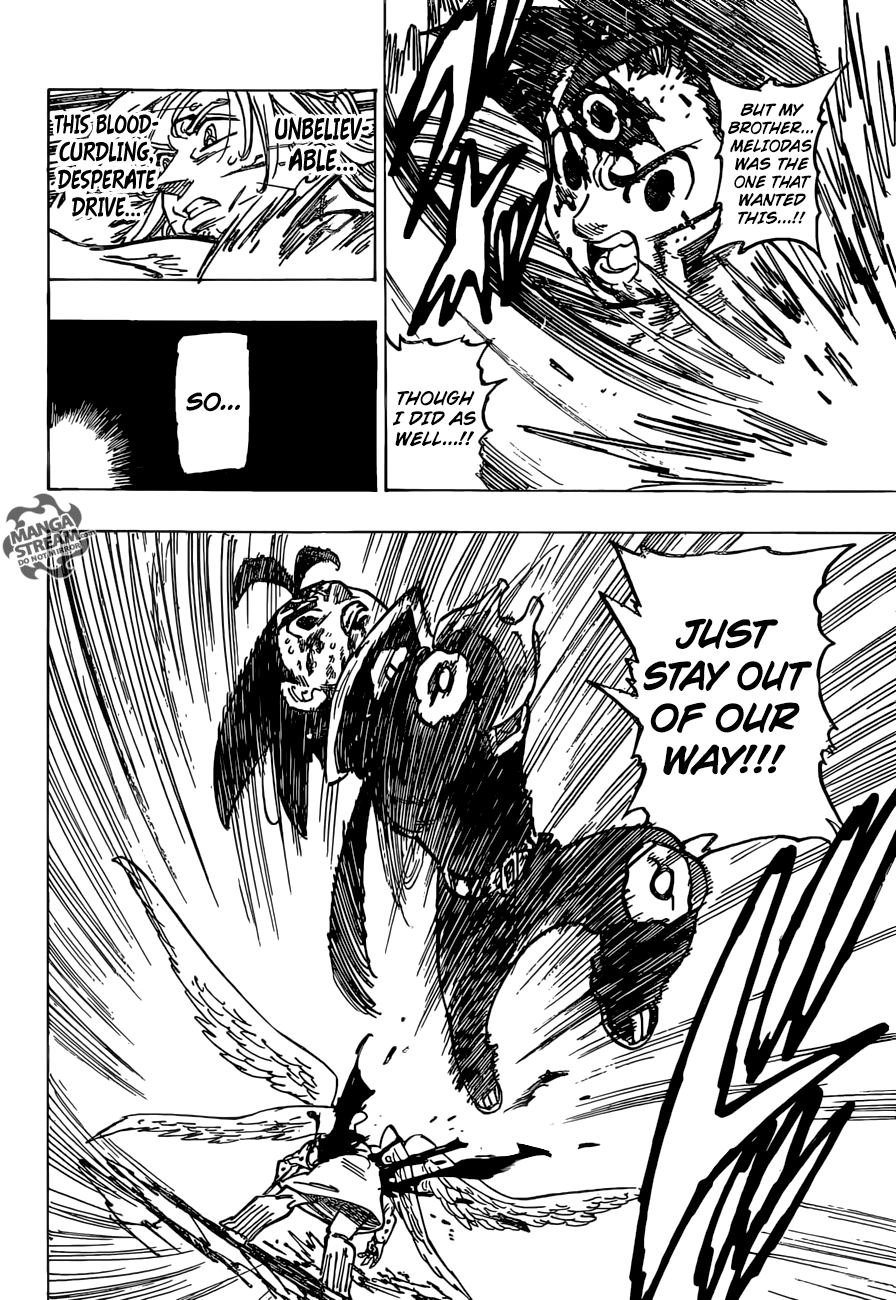 BUT MY
BROTHER...
MELIODAS
WAS THE
ONE THAT
WANTED
THIS...!!
THOUGH
I DID AS
WELL...!!
UNBELIEV-
ABLE...
THIS BLOOD-
CURDLING,
DESPERATE
DRIVE...
SO...
MANGA
STREAM
DO NOT MIRROR
JUST
STAY OUT
OF OUR
WAY!!!